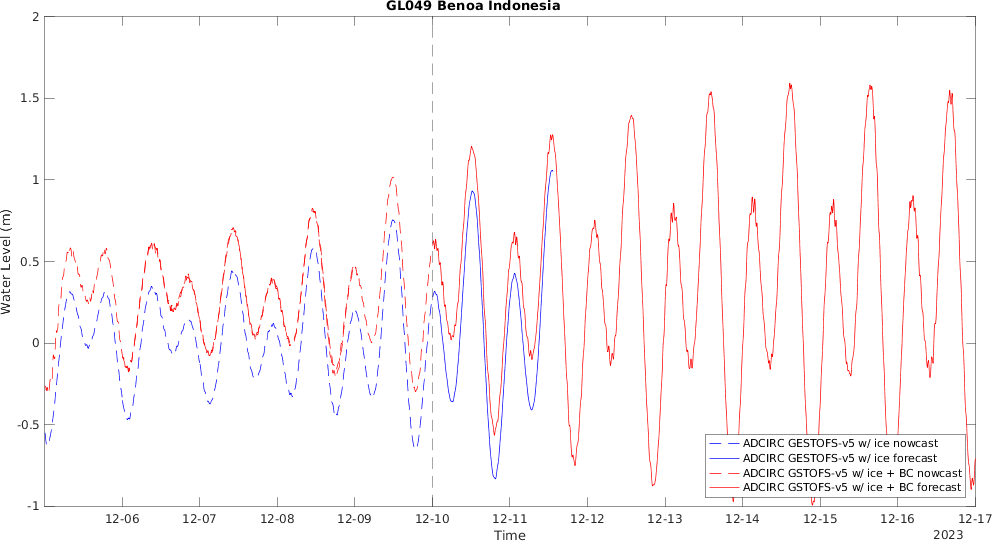 GL049 Benoa Indonesia
2
1.5
1
0.5
0
-0.5
-1
Water Level (m)
12-06 12-07 12-08 12-09 12-10 12-11 12-12 12-13 12-14 12-15 12-16 12-17
Time
2023
ADCIRC GESTOFS-v5 w/ ice nowcast
ADCIRC GESTOFS-v5 w/ ice forecast
ADCIRC GSTOFS-v5 w/ ice + BC nowcast
ADCIRC GSTOFS-v5 w/ ice + BC forecast